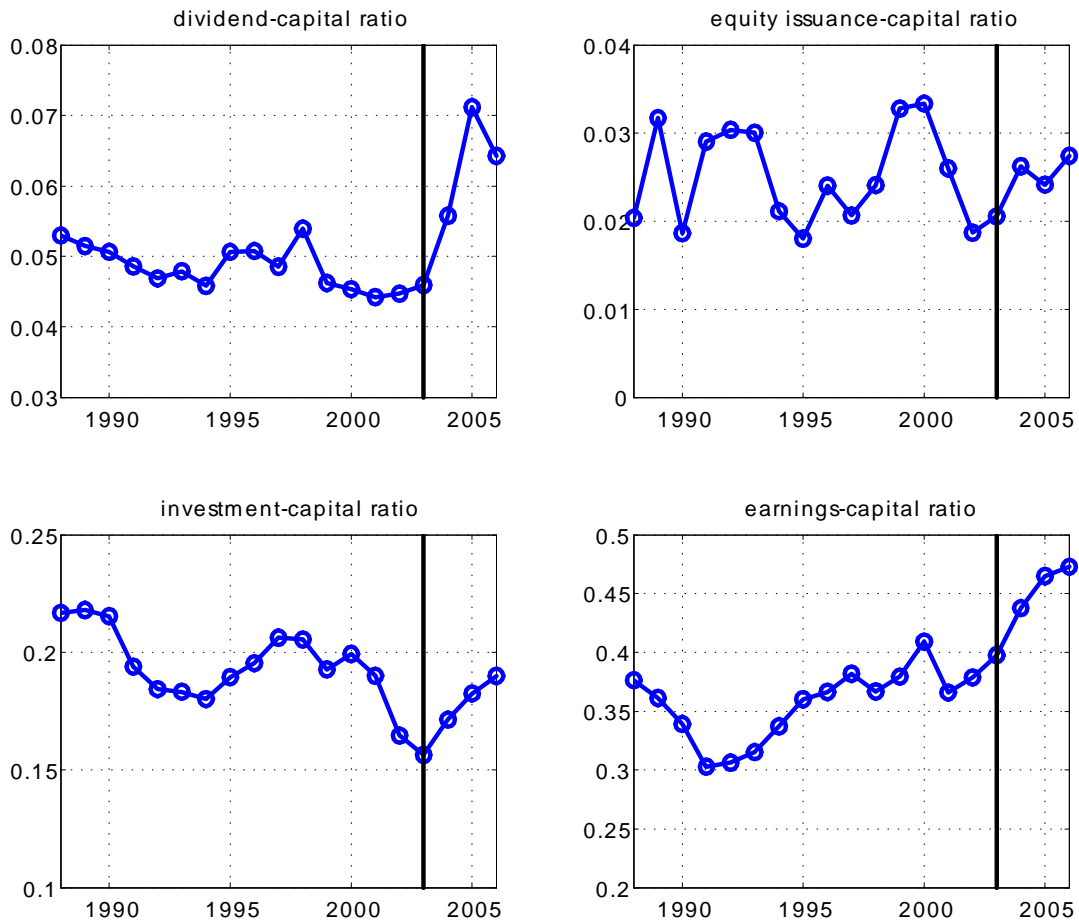 dividend-capital ratio
0.08
0.07
0.06
0.05
0.04
0.03
1990 1995 2000 2005
equity issuance-capital ratio
0.04
0.03
0.02
0.01
0
1990 1995 2000 2005
investment-capital ratio
0.25
0.2
0.15
0.1
1990 1995 2000 2005
earnings-capital ratio
0.5
0.45
0.4
0.35
0.3
0.25
0.2
1990 1995 2000 2005